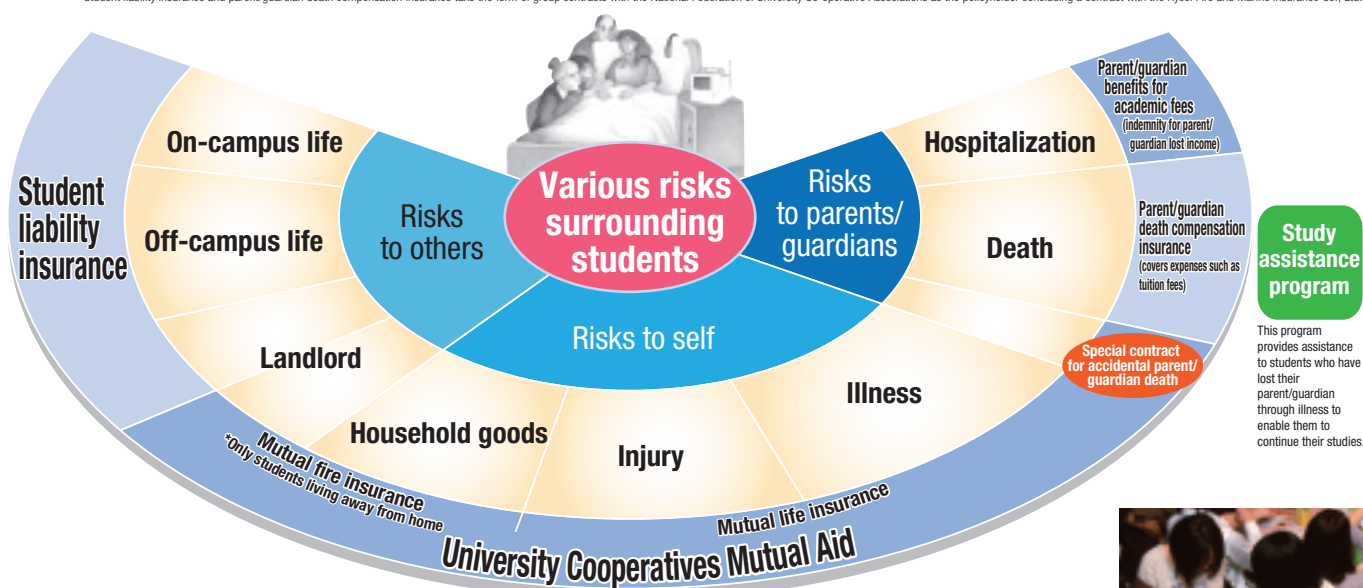 Various risks
surrounding
students
Risks
to others
Risks to self
Risks
to parents/
guardians
On-campus life
Off-campus life
Landlord
Household goods
Injury
Illness
Death
Hospitalization
Student
liability
insurance
Mutual fire insurance
*Only students living away from home
Mutual life insurance
University Cooperatives Mutual Aid
Special contract
for accidental parent/
guardian death
Parent/guardian
death compensation
insurance
(covers expenses such as
tuition fees)
Parent/guardian
benefits for
academic fees
(indemnity for parent/
guardian lost income)
Study
assistance
program
This program
provides assistance
to students who have
lost their
parent/guardian
through illness to
enable them to
continue their studies.